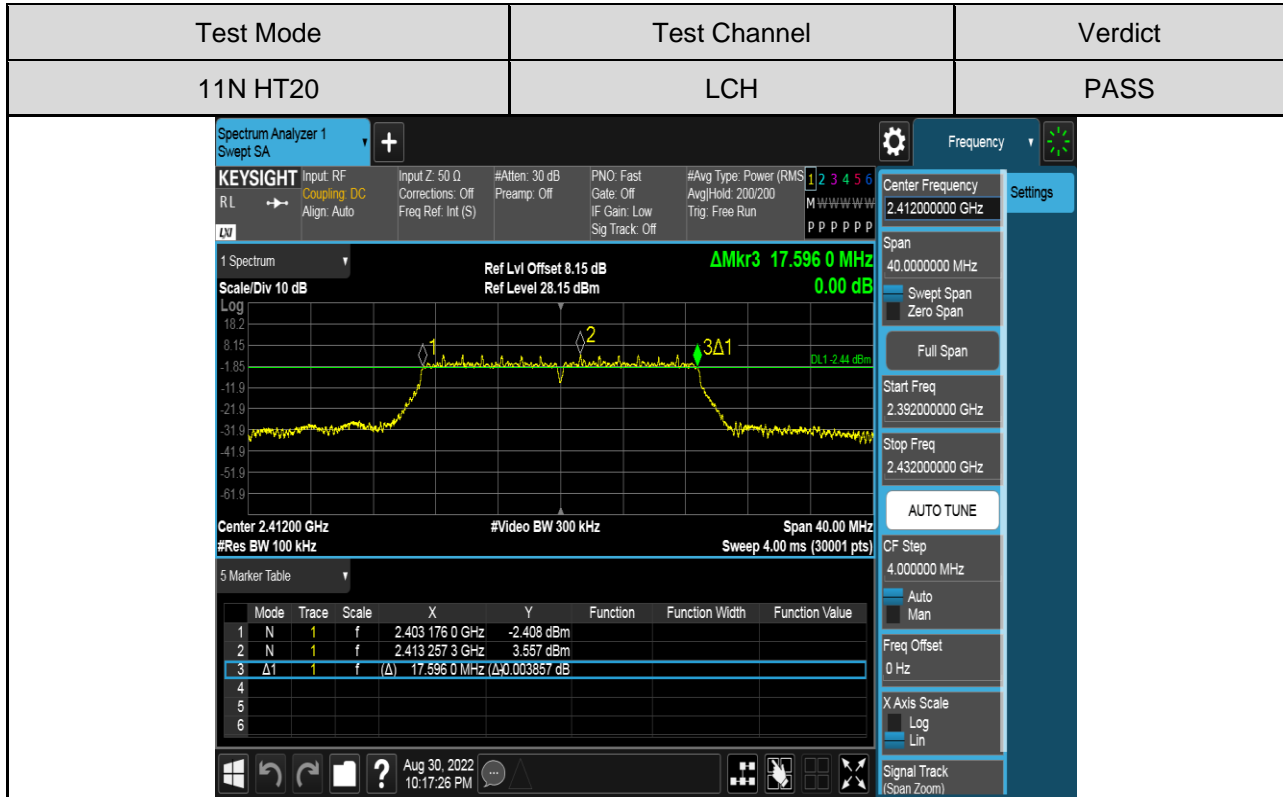 Test Mode Test Channel Verdict
11N HT20 LCH PASS
Spectrum Analyzer 1
Swept SA
+
Frequency
KEYSIGHT Input: RF Input Z: 50 Ω #Atten: 30 dB PNO: Fast #Avg Type: Power (RMS 1 2 3 4 5 6
RL Coupling: DC Corrections: Off Preamp: Off Gate: Off Avg|Hold: 200/200 M W W W W W
Align: Auto Freq Ref: Int (S) IF Gain: Low Trig: Free Run
LXI Sig Track: Off P P P P P P
Center Frequency
2.412000000 GHz
Settings
Span
40.0000000 MHz
Swept Span
Zero Span
Full Span
Start Freq
2.392000000 GHz
Stop Freq
2.432000000 GHz
AUTO TUNE
CF Step
4.000000 MHz
Auto
Man
Freq Offset
0 Hz
X Axis Scale
Log
Lin
Signal Track
(Span Zoom)
1 Spectrum Ref Lvl Offset 8.15 dB ΔMkr3 17.596 0 MHz
Scale/Div 10 dB Ref Level 28.15 dBm 0.00 dB
Log
18.2
8.15
-1.85
-11.9
-21.9
-31.9
-41.9
-51.9
-61.9
1
2
3Δ1
DL1 -2.44 dBm
Center 2.41200 GHz #Video BW 300 kHz Span 40.00 MHz
#Res BW 100 kHz Sweep 4.00 ms (30001 pts)
5 Marker Table
Mode Trace Scale X Y Function Function Width Function Value
1 N 1 f 2.403 176 0 GHz -2.408 dBm
2 N 1 f 2.413 257 3 GHz 3.557 dBm
3 Δ1 1 f (Δ) 17.596 0 MHz (Δ) -0.003857 dB
4
5
6
?
Aug 30, 2022
10:17:26 PM